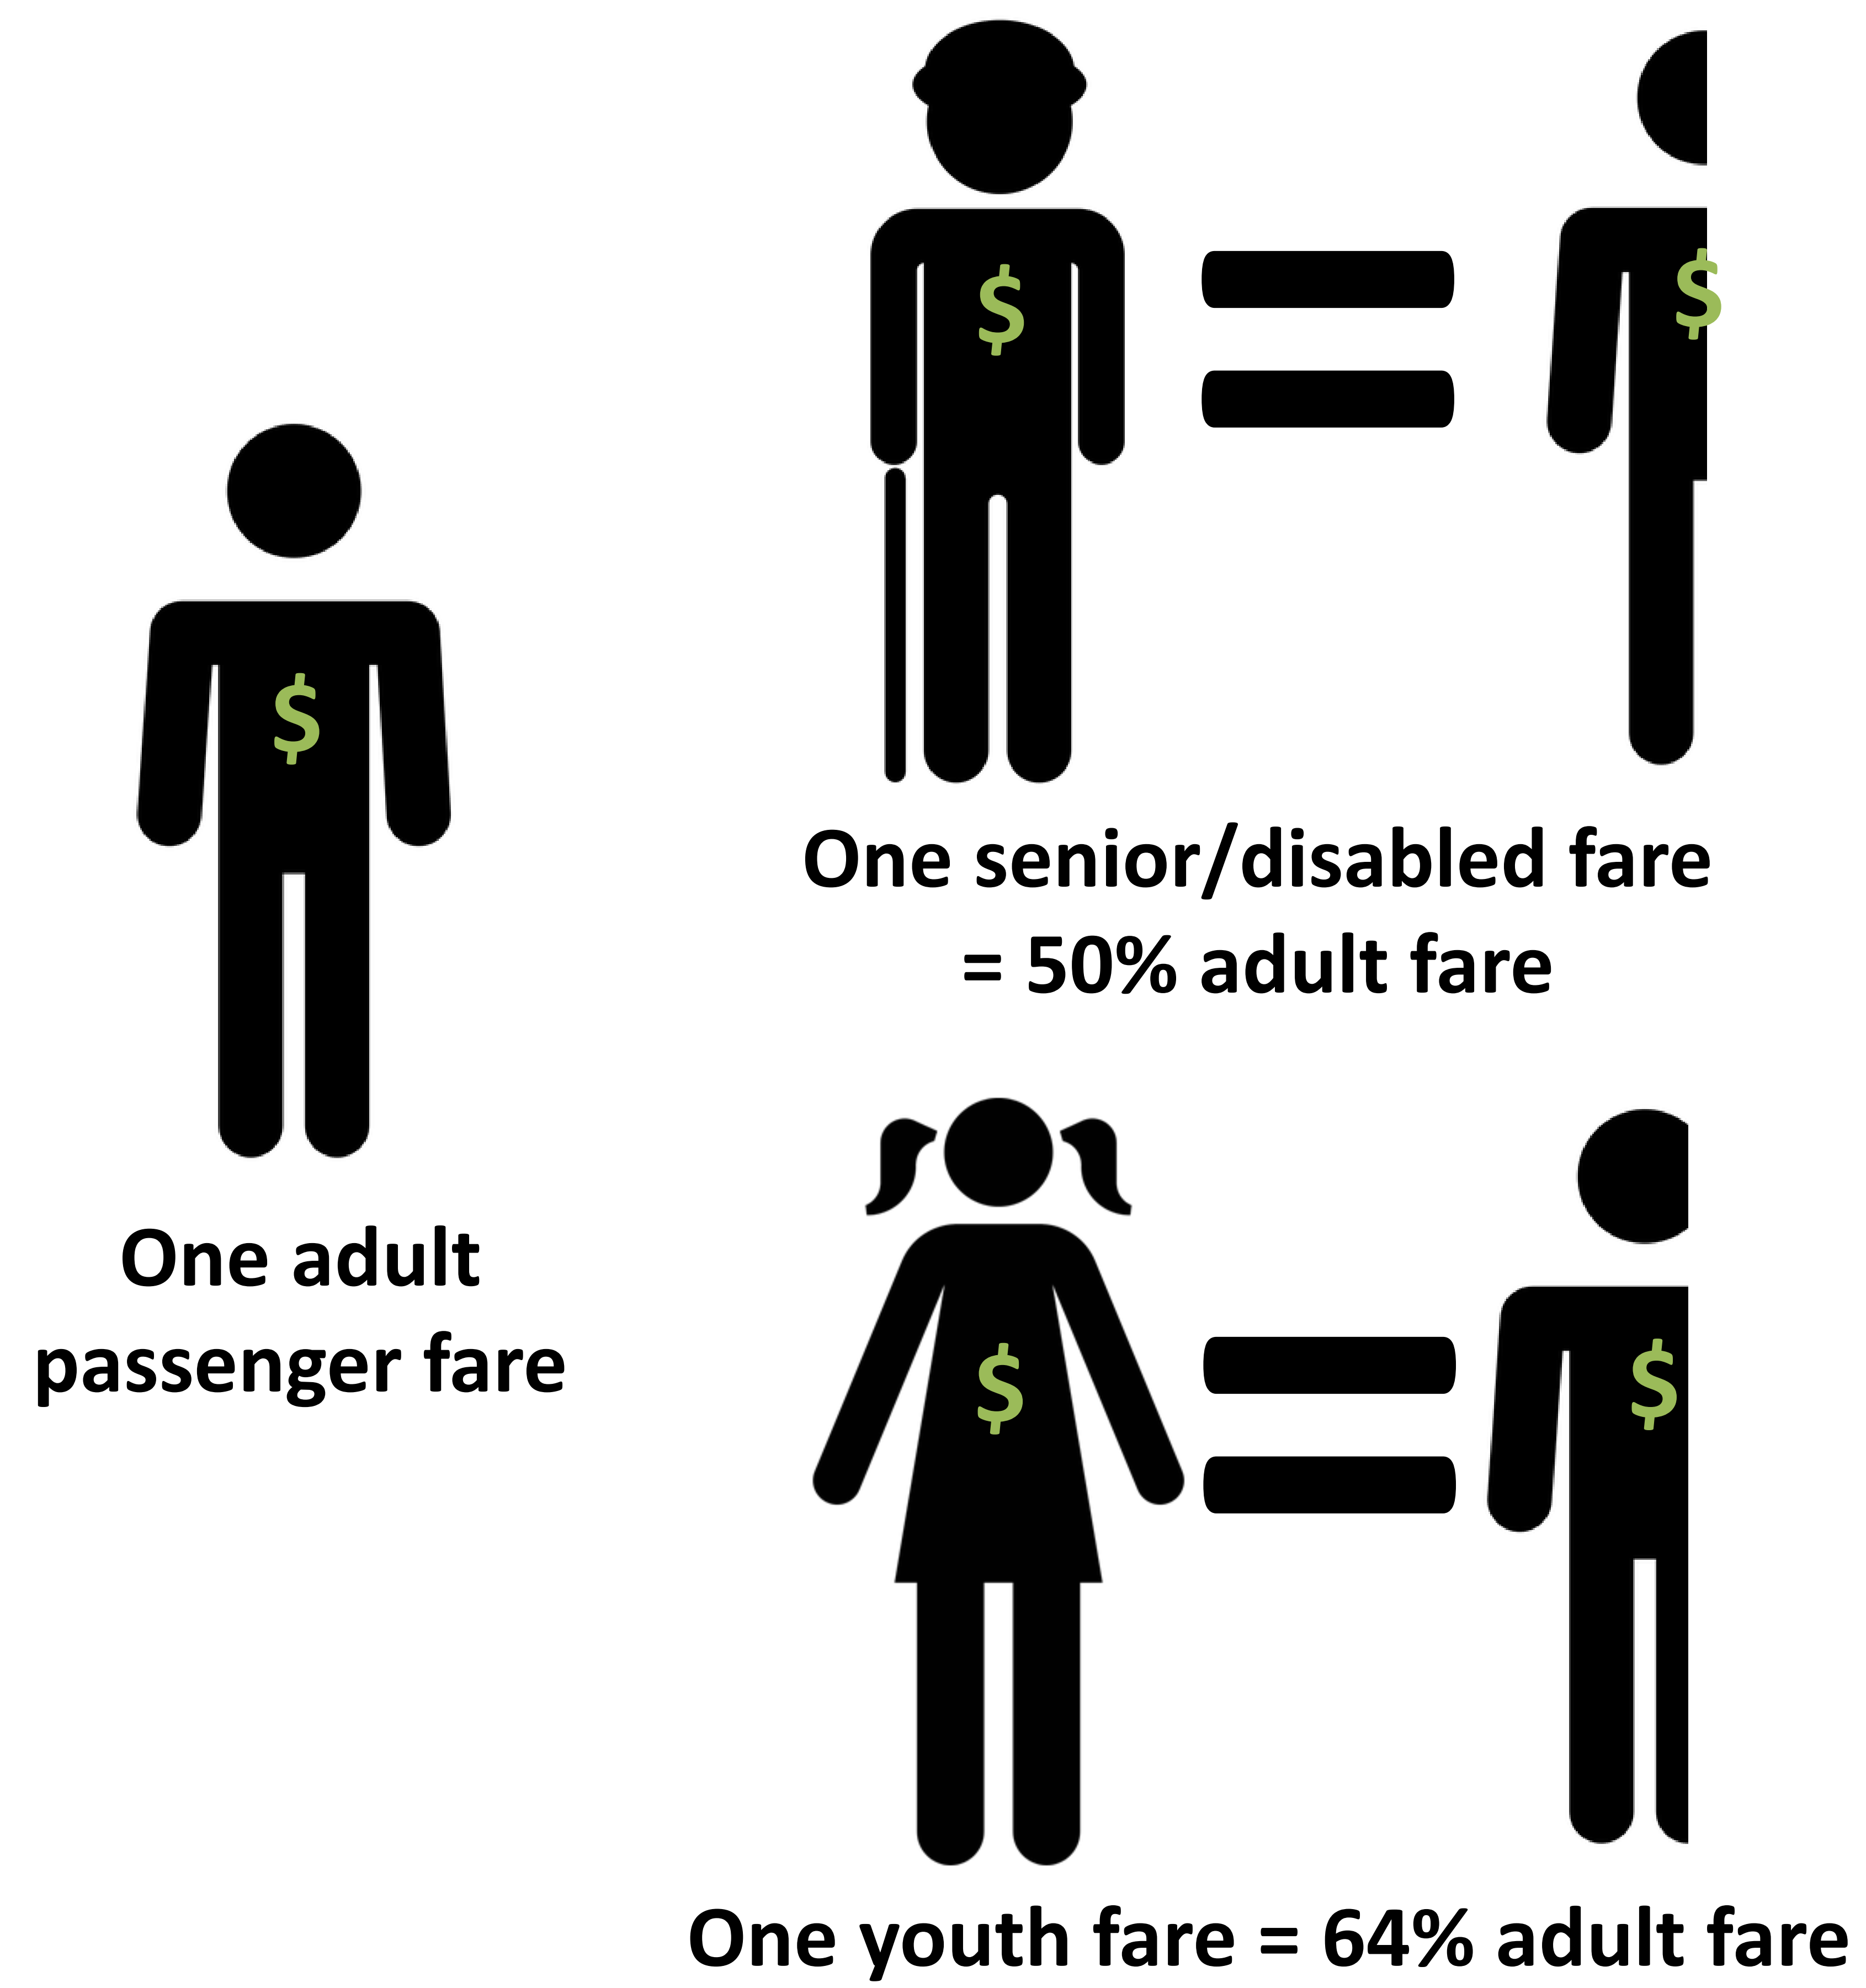 $
One adult
passenger fare
$
$
One senior/disabled fare
= 50% adult fare
$
$
One youth fare = 64% adult fare